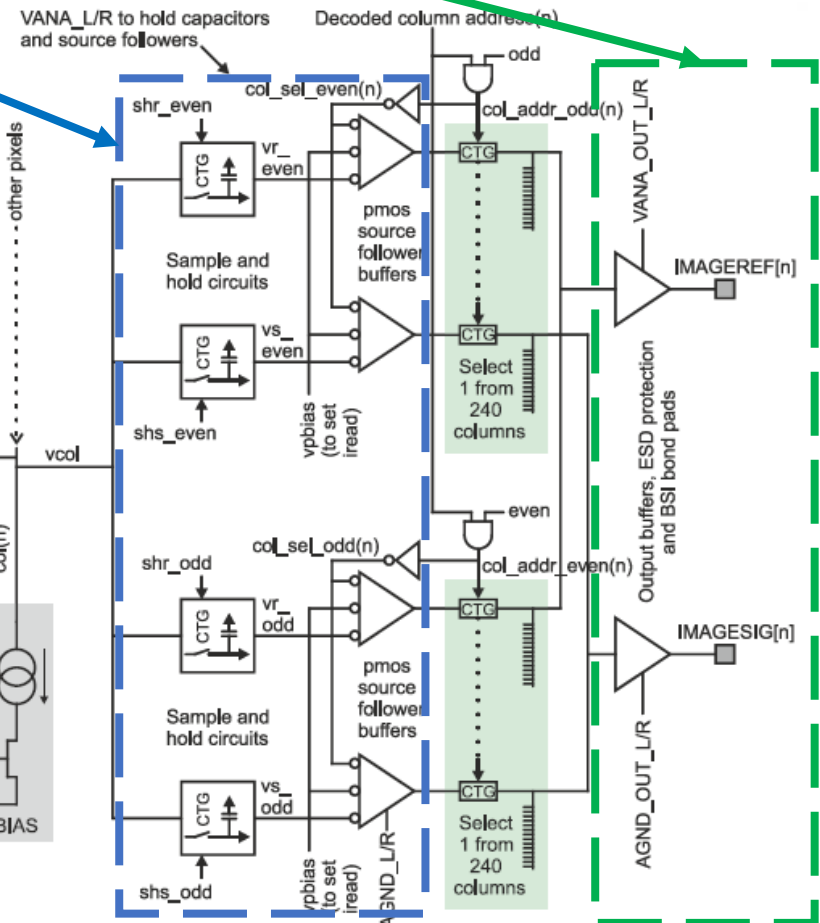 VANA_L/R to hold capacitors
and source followers
Decoded column address(n)
odd
col_sel_even(n)
shr_even
col_addr_odd(n)
other pixels
CTG
vr_
even
CTG
VANA_OUT_L/R
pmos
source
follower
buffers
Sample and
hold circuits
IMAGEREF[n]
CTG
vs_
even
CTG
Select
1 from
240
columns
shs_even
vpbias
(to set
iread)
Output buffers, ESD protection
and BSI bond pads
vcol
even
col_sel_odd(n)
col(n)
shr_odd
col_addr_even(n)
CTG
vr_
odd
CTG
IMAGESIG[n]
pmos
source
follower
buffers
Sample and
hold circuits
AGND_OUT_L/R
CTG
vs_
odd
CTG
BIAS
Select
1 from
240
columns
shs_odd
vpbias
(to set
iread)
AGND_L/R